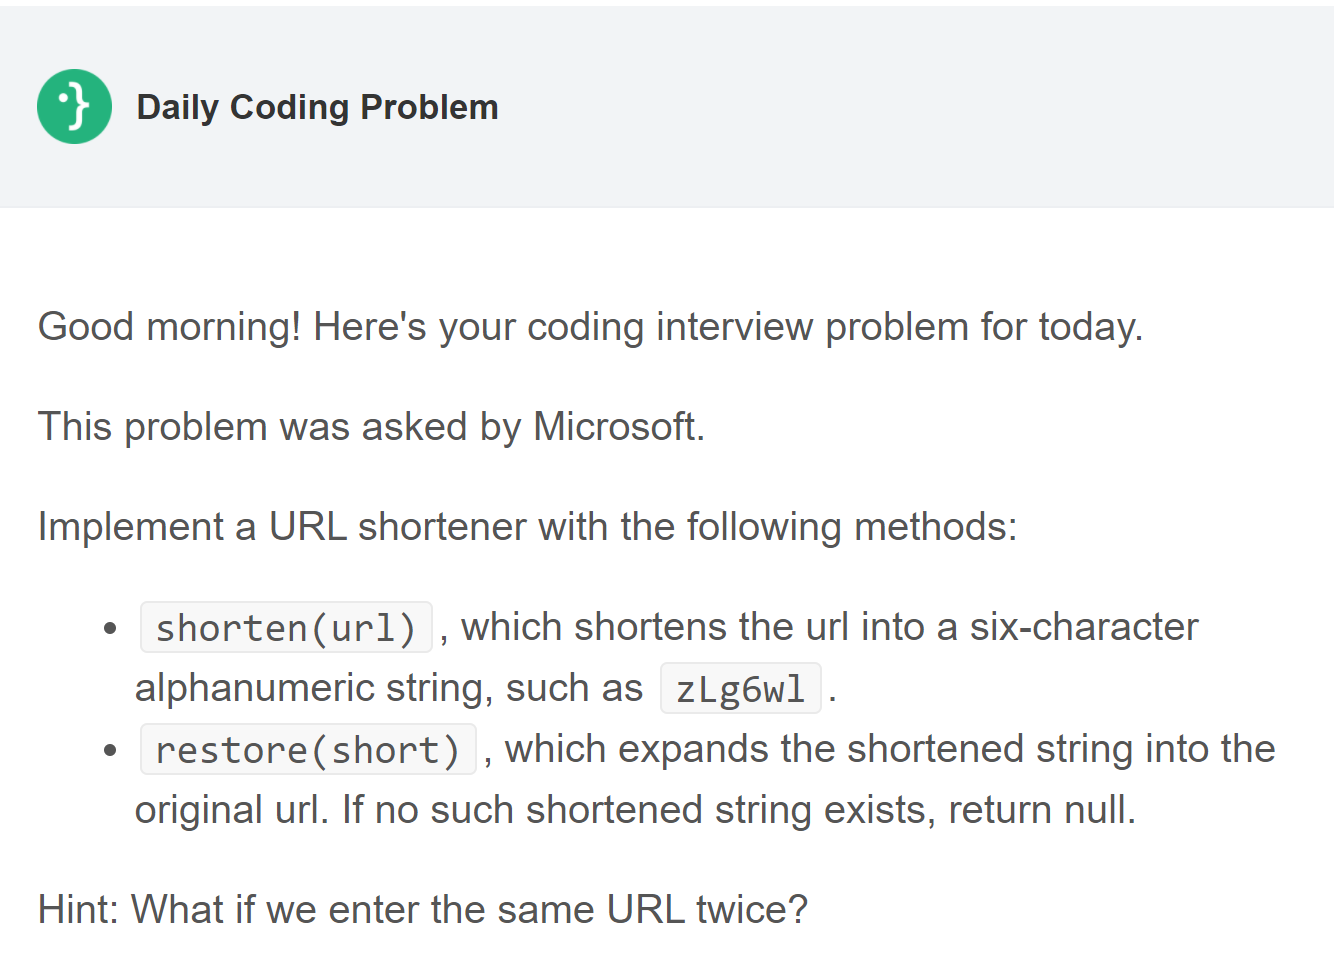 Daily Coding Problem
Good morning! Here's your coding interview problem for today.
This problem was asked by Microsoft.
Implement a URL shortener with the following methods:
• shorten(url), which shortens the url into a six-character
alphanumeric string, such as zLg6wl.
• restore(short), which expands the shortened string into the
original url. If no such shortened string exists, return null.
Hint: What if we enter the same URL twice?